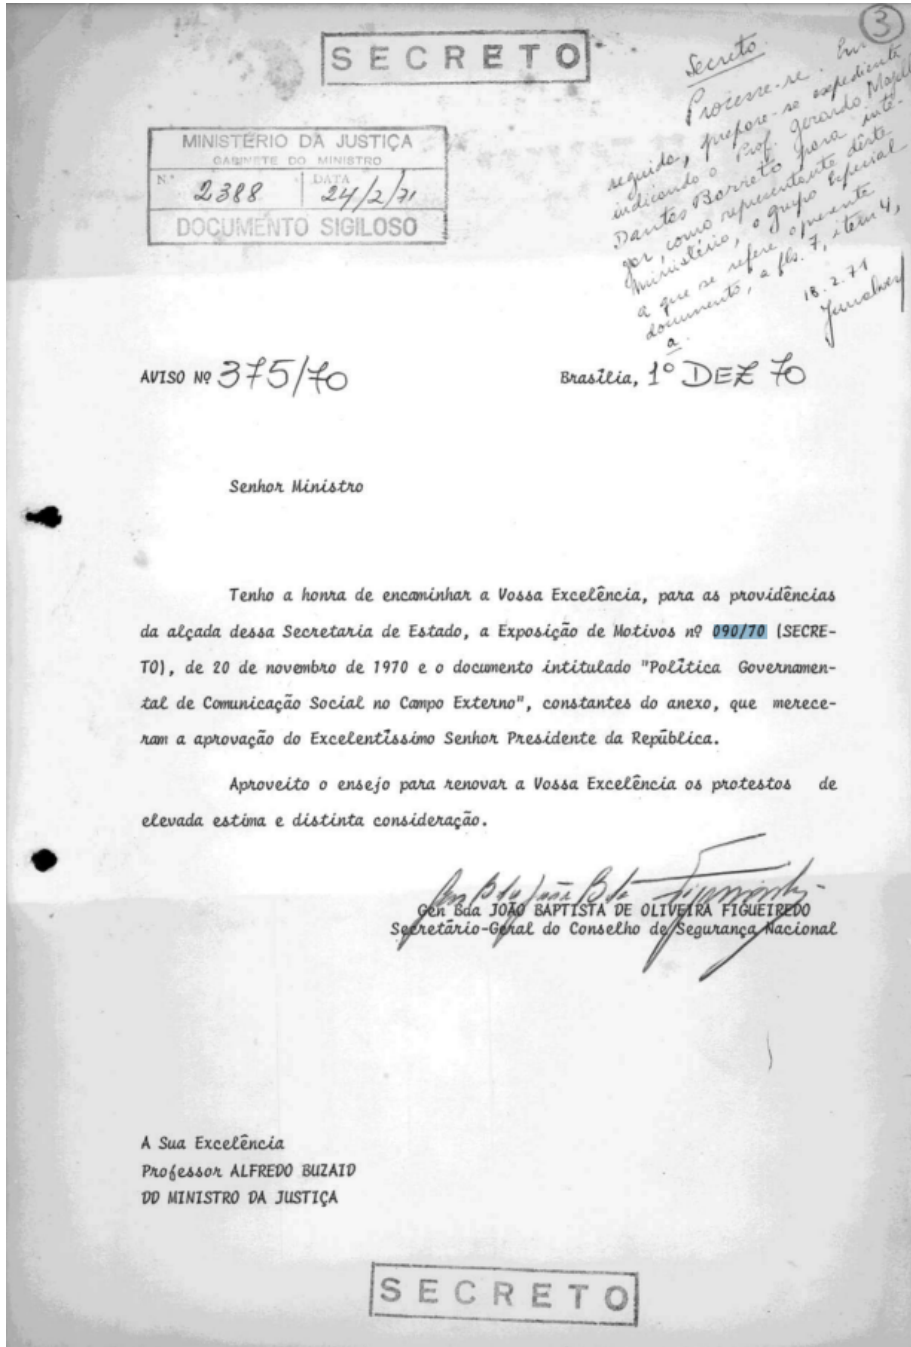 3
SECRETO
Secreto.
Processe-se. Em
seguida, prepare-se expediente
indicando o Prof. Gerardo Majell
Dantas Barreto para inte-
gar, como representante deste
Ministério, o grupo Especial
a que se refere o presente
documento, a fls. 7, item 4,
a.
18.2.71
MINISTÉRIO DA JUSTIÇA
GABINETE DO MINISTRO
N.º 2388 DATA 24/2/71
DOCUMENTO SIGILOSO
AVISO Nº 375/70 Brasília, 1º DEZ 70
Senhor Ministro
Tenho a honra de encaminhar a Vossa Excelência, para as providências
da alçada dessa Secretaria de Estado, a Exposição de Motivos nº 090/70 (SECRE-
TO), de 20 de novembro de 1970 e o documento intitulado "Política Governamen-
tal de Comunicação Social no Campo Externo", constantes do anexo, que merece-
ram a aprovação do Excelentíssimo Senhor Presidente da República.
Aproveito o ensejo para renovar a Vossa Excelência os protestos de
elevada estima e distinta consideração.
Gen Bda JOÃO BAPTISTA DE OLIVEIRA FIGUEIREDO
Secretário-Geral do Conselho de Segurança Nacional
A Sua Excelência
Professor ALFREDO BUZAID
DD MINISTRO DA JUSTIÇA
SECRETO